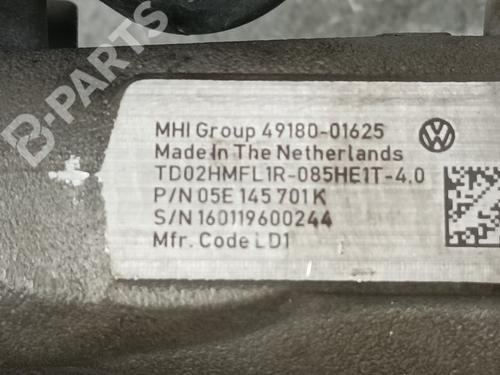 B-PARTS
MHI Group 49180-01625
Made in The Netherlands
TD02HMFL1R-085HE1T-4.0
P/N 05E 145 701 K
S/N 160119600244
Mfr. Code LD1